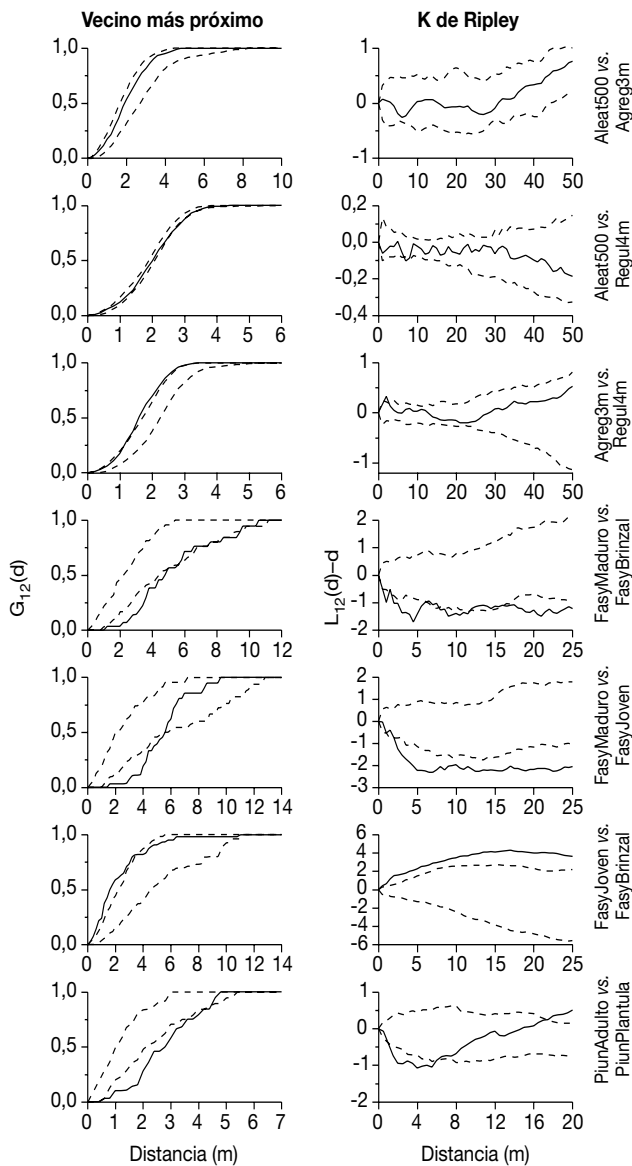 Vecino más próximo
K de Ripley
1,0
0,5
0,0
0 2 4 6 8 10
1
0
-1
0 10 20 30 40 50
Aleat500 vs.
Agreg3m
1,0
0,5
0,0
0 1 2 3 4 5 6
0,2
0,0
-0,2
-0,4
0 10 20 30 40 50
Aleat500 vs.
Regul4m
1,0
0,5
0,0
0 1 2 3 4 5 6
1
0
-1
0 10 20 30 40 50
Agreg3m vs.
Regul4m
G12(d)
1,0
0,5
0,0
0 2 4 6 8 10 12
L12(d)–d
2
1
0
-1
-2
0 5 10 15 20 25
FasyMaduro vs.
FasyBrinzal
1,0
0,5
0,0
0 2 4 6 8 10 12 14
2
1
0
-1
-2
-3
0 5 10 15 20 25
FasyMaduro vs.
FasyJoven
1,0
0,5
0,0
0 2 4 6 8 10 12 14
6
4
2
0
-2
-4
-6
0 5 10 15 20 25
FasyJoven vs.
FasyBrinzal
1,0
0,5
0,0
0 1 2 3 4 5 6 7
1
0
-1
-2
0 4 8 12 16 20
PiunAdulto vs.
PiunPlantula
Distancia (m)
Distancia (m)